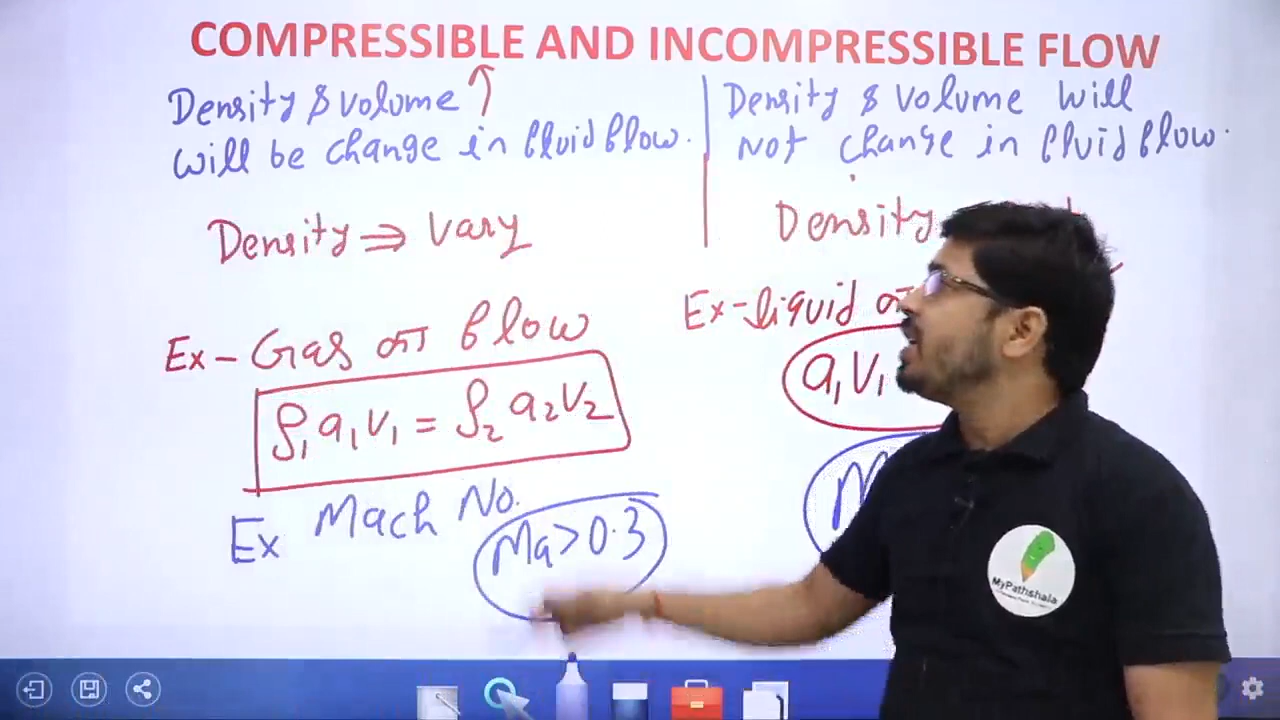 COMPRESSIBLE AND INCOMPRESSIBLE FLOW
Density & volume
will be change in fluid flow.
Density ⇒ vary
Ex - Gas का flow
ρ₁a₁v₁ = ρ₂a₂v₂
Ex Mach No.
Ma>0.3
Density & volume will
not change in fluid flow.
Density
Ex - liquid का
a₁v₁
MyPathshala